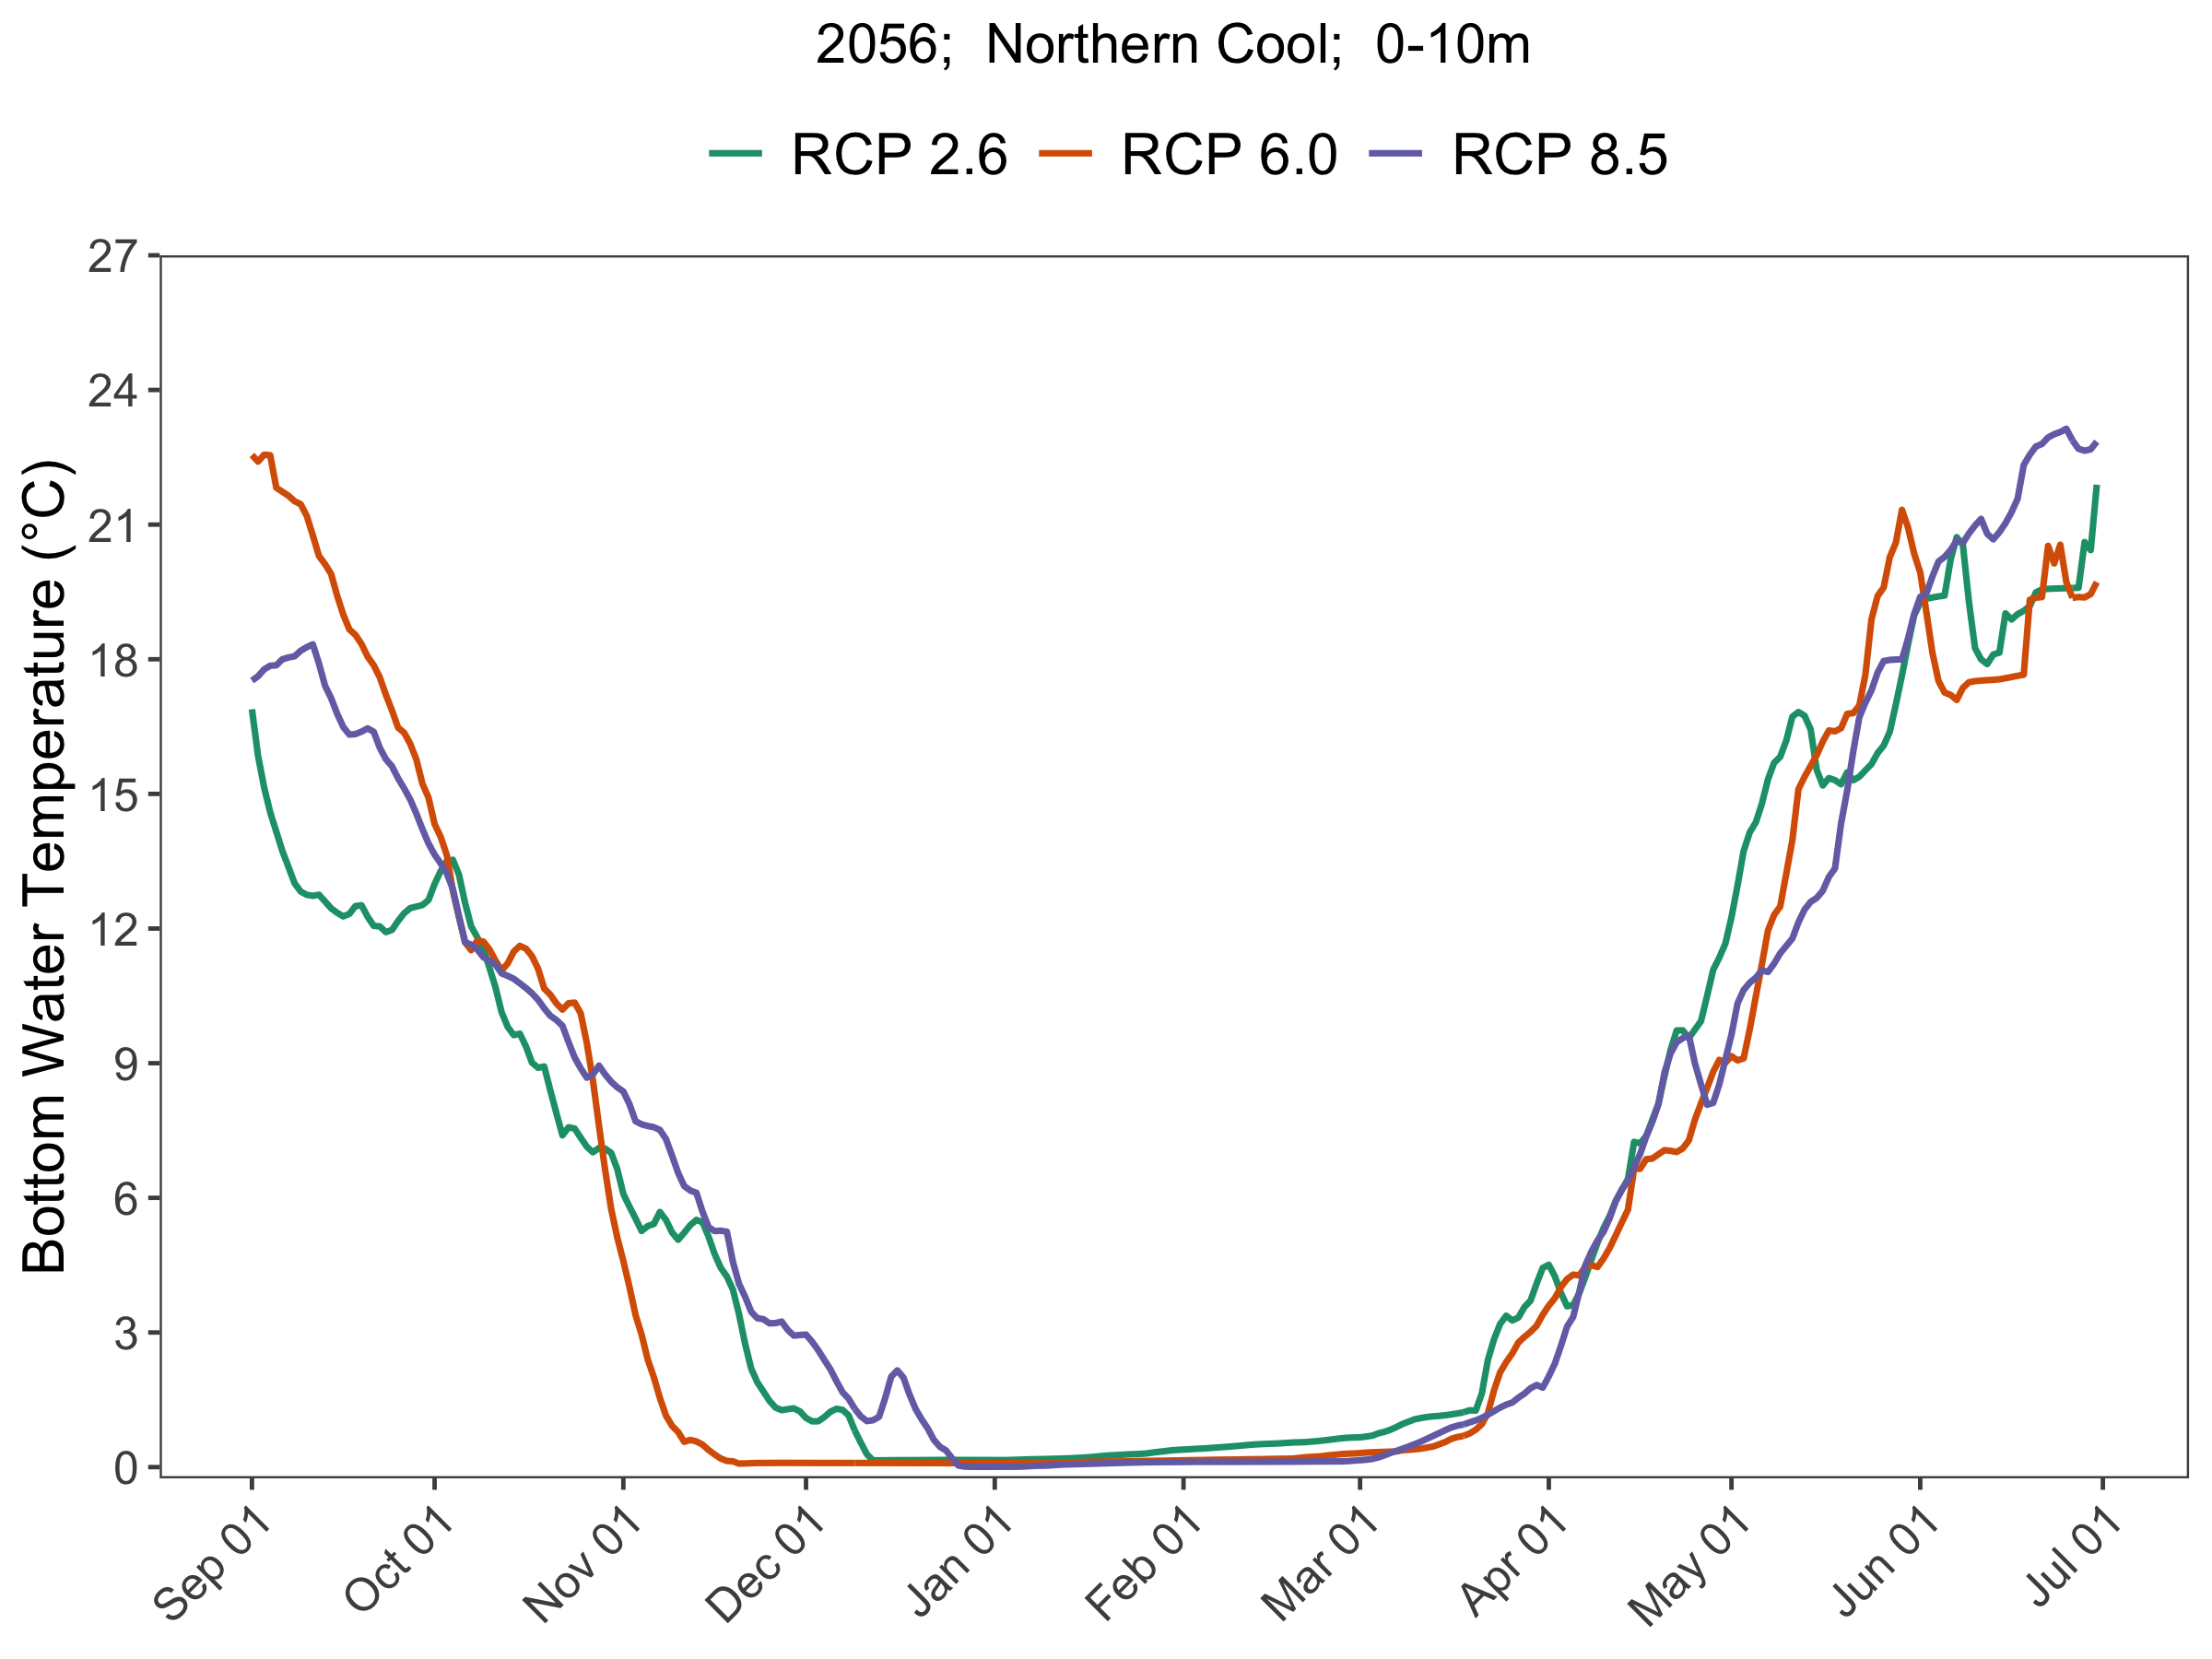 2056;  Northern Cool;  0-10m
RCP 2.6 RCP 6.0 RCP 8.5
Bottom Water Temperature (°C)
27
24
21
18
15
12
9
6
3
0
Sep 01 Oct 01 Nov 01 Dec 01 Jan 01 Feb 01 Mar 01 Apr 01 May 01 Jun 01 Jul 01